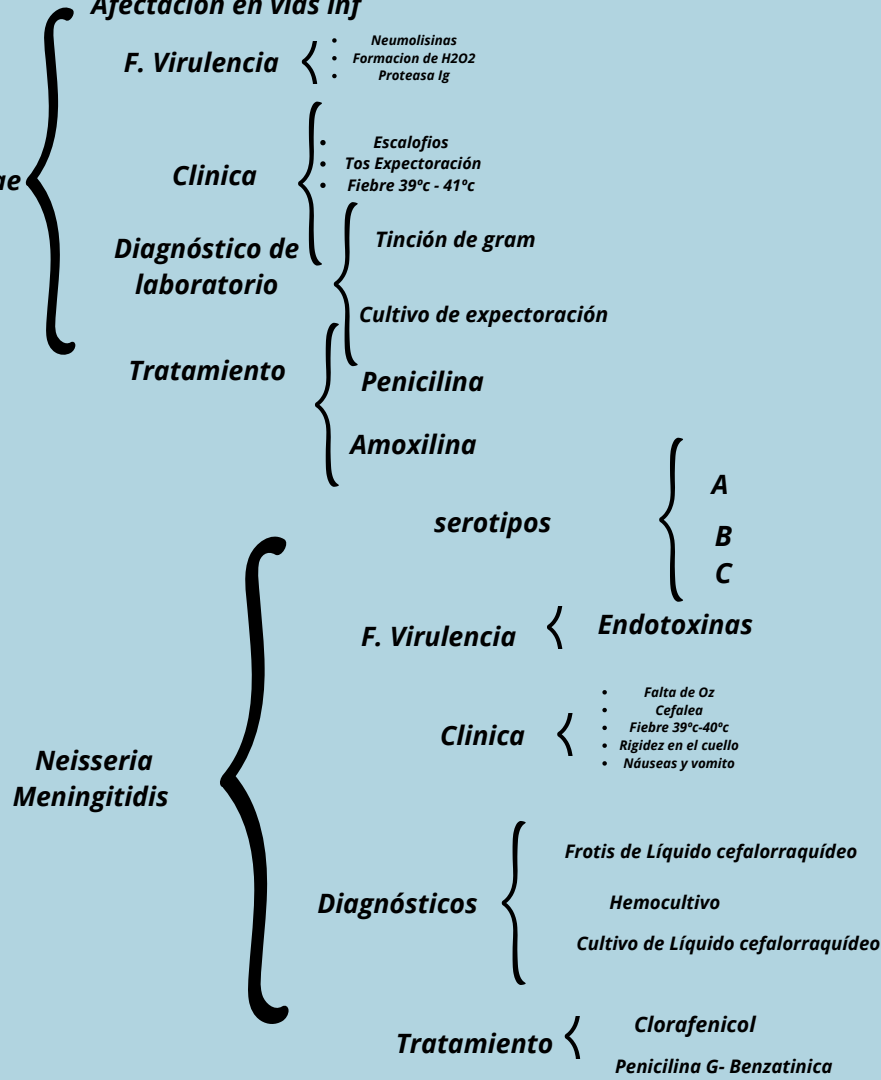 Afectación en vias inf
F. Virulencia
• Neumolisinas
• Formacion de H2O2
• Proteasa Ig
ae
Clinica
• Escalofios
• Tos Expectoración
• Fiebre 39ºc - 41ºc
Diagnóstico de
laboratorio
Tinción de gram
Cultivo de expectoración
Tratamiento
Penicilina
Amoxilina
serotipos
A
B
C
F. Virulencia
Endotoxinas
Clinica
• Falta de Oz
• Cefalea
• Fiebre 39ºc-40ºc
• Rigidez en el cuello
• Náuseas y vomito
Neisseria
Meningitidis
Diagnósticos
Frotis de Líquido cefalorraquídeo
Hemocultivo
Cultivo de Líquido cefalorraquídeo
Tratamiento
Clorafenicol
Penicilina G- Benzatinica